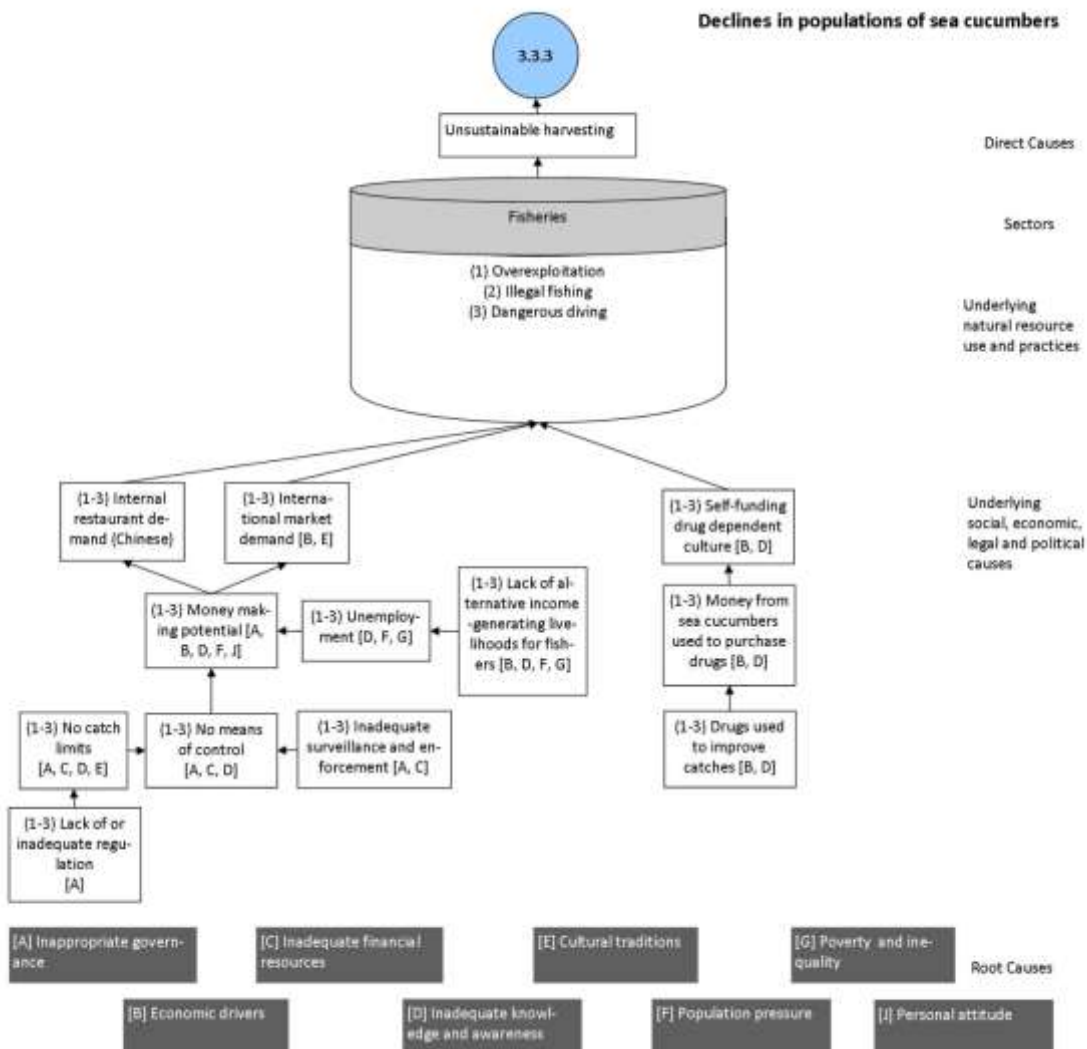 Declines in populations of sea cucumbers
3.3.3
Unsustainable harvesting
Direct Causes
Fisheries
Sectors
(1) Overexploitation
(2) Illegal fishing
(3) Dangerous diving
Underlying
natural resource
use and practices
(1-3) Internal
restaurant de-
mand (Chinese)
(1-3) Interna-
tional market
demand [B, E]
(1-3) Self-funding
drug dependent
culture [B, D]
Underlying
social, economic,
legal and political
causes
(1-3) Money mak-
ing potential [A,
B, D, F, J]
(1-3) Unemploy-
ment [D, F, G]
(1-3) Lack of al-
ternative income
-generating live-
lihoods for fish-
ers [B, D, F, G]
(1-3) Money from
sea cucumbers
used to purchase
drugs [B, D]
(1-3) No catch
limits
[A, C, D, E]
(1-3) No means
of control
[A, C, D]
(1-3) Inadequate
surveillance and en-
forcement [A, C]
(1-3) Drugs used
to improve
catches [B, D]
(1-3) Lack of or
inadequate regu-
lation
[A]
[A] Inappropriate govern-
ance
[C] Inadequate financial
resources
[E] Cultural traditions
[G] Poverty and ine-
quality
Root Causes
[B] Economic drivers
[D] Inadequate knowl-
edge and awareness
[F] Population pressure
[J] Personal attitude